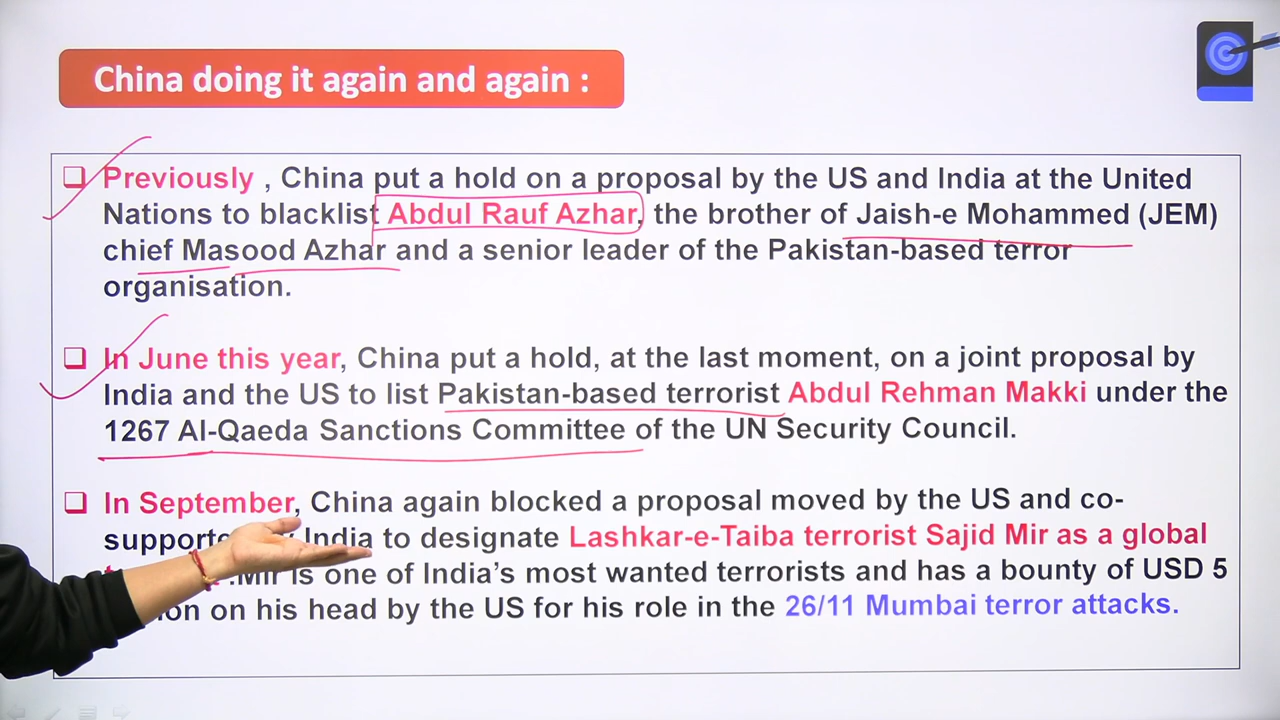 China doing it again and again :
Previously , China put a hold on a proposal by the US and India at the United
Nations to blacklist Abdul Rauf Azhar, the brother of Jaish-e Mohammed (JEM)
chief Masood Azhar and a senior leader of the Pakistan-based terror
organisation.
In June this year, China put a hold, at the last moment, on a joint proposal by
India and the US to list Pakistan-based terrorist Abdul Rehman Makki under the
1267 Al-Qaeda Sanctions Committee of the UN Security Council.
In September, China again blocked a proposal moved by the US and co-
India to designate Lashkar-e-Taiba terrorist Sajid Mir as a global
.Mir is one of India's most wanted terrorists and has a bounty of USD 5
on his head by the US for his role in the 26/11 Mumbai terror attacks.